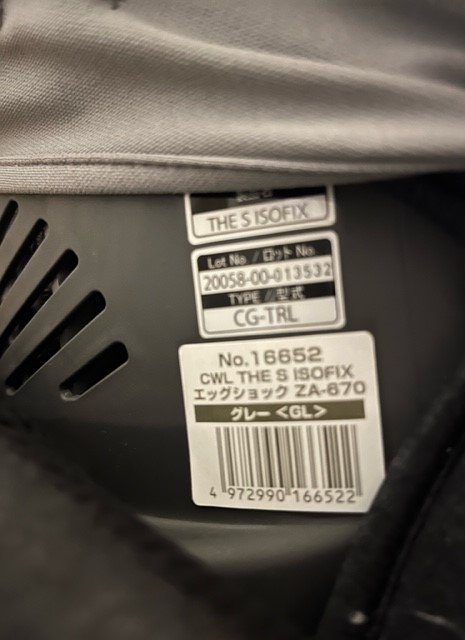 THE S ISOFIX
Lot No / ロット No
20058-00-013532
TYPE / 型式
CG-TRL
No.16652
CWL THE S ISOFIX
エッグショック ZA-670
グレー <GL>
4 972990 166522